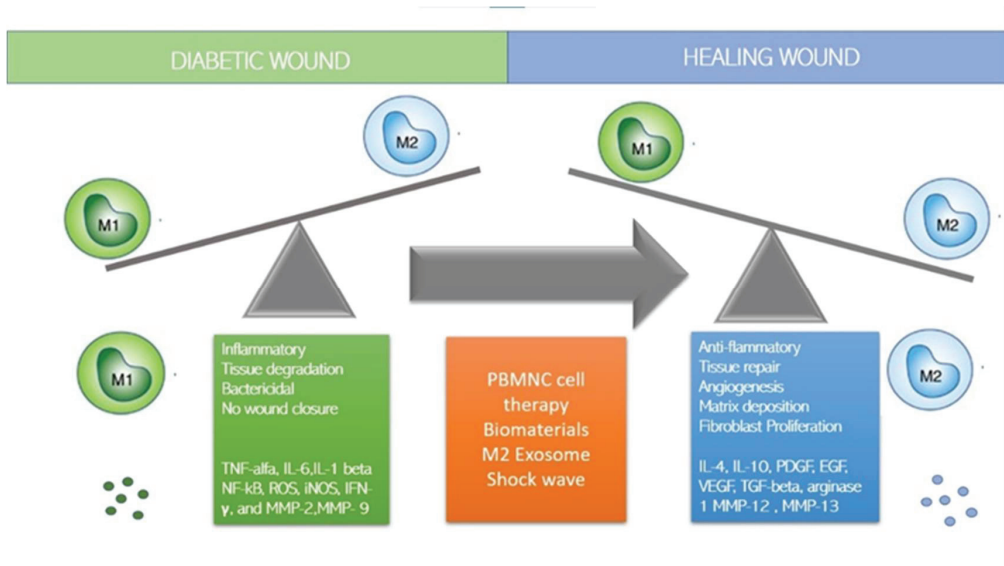 DIABETIC WOUND
HEALING WOUND
M2
M1
M1
M2
M1
Inflammatory
Tissue degradation
Bactericidal
No wound closure
TNF-alfa, IL-6,IL-1 beta
NF-kB, ROS, iNOS, IFN-
γ, and MMP-2,MMP- 9
PBMNC cell
therapy
Biomaterials
M2 Exosome
Shock wave
Anti-flammatory
Tissue repair
Angiogenesis
Matrix deposition
Fibroblast Proliferation
IL-4, IL-10, PDGF, EGF,
VEGF, TGF-beta, arginase
1 MMP-12 , MMP-13
M2